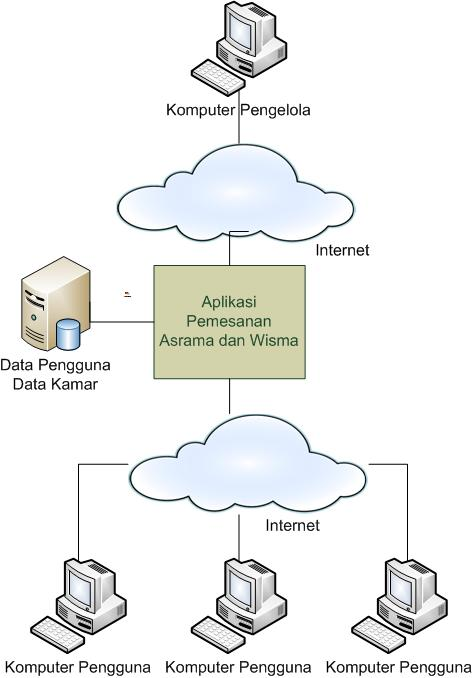 Komputer Pengelola
Internet
Aplikasi
Pemesanan
Asrama dan Wisma
Data Pengguna
Data Kamar
Internet
Komputer Pengguna
Komputer Pengguna
Komputer Pengguna